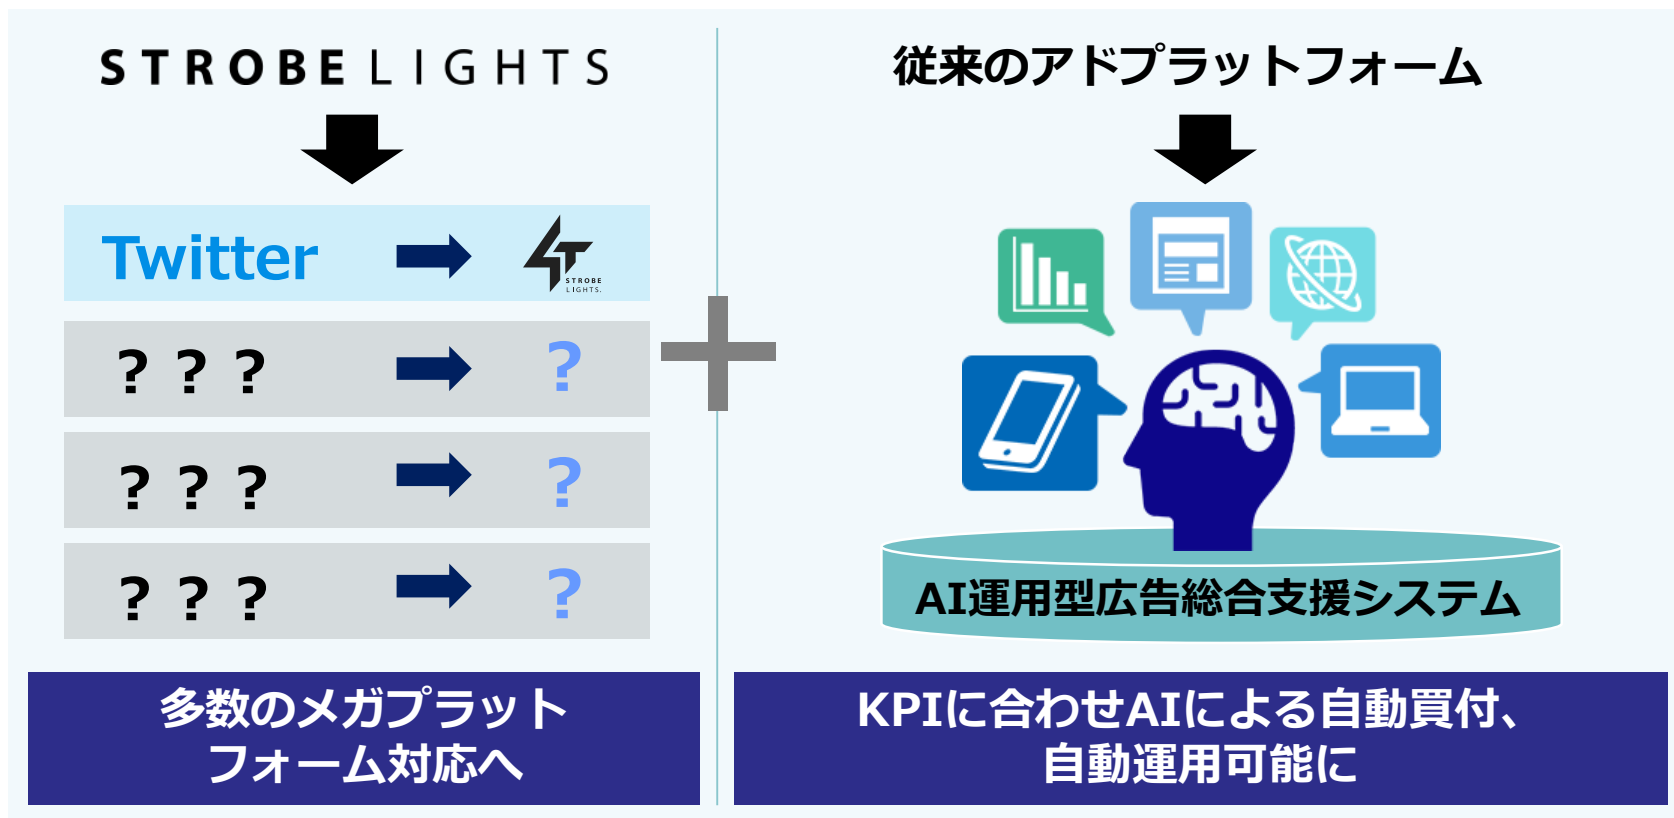 STROBE LIGHTS
Twitter
STROBE
LIGHTS.
? ? ?
?
? ? ?
?
? ? ?
?
多数のメガプラット
フォーム対応へ
従来のアドプラットフォーム
AI運用型広告総合支援システム
KPIに合わせAIによる自動買付、
自動運用可能に